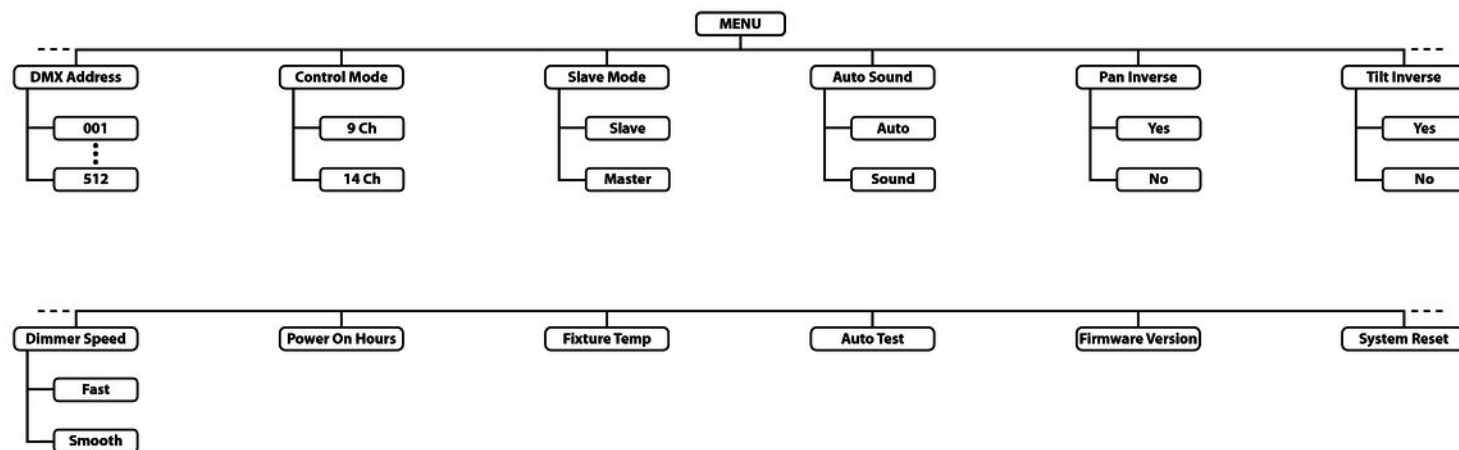 MENU
DMX Address
Control Mode
Slave Mode
Auto Sound
Pan Inverse
Tilt Inverse
001
9 Ch
Slave
Auto
Yes
Yes
512
14 Ch
Master
Sound
No
No
Dimmer Speed
Power On Hours
Fixture Temp
Auto Test
Firmware Version
System Reset
Fast
Smooth